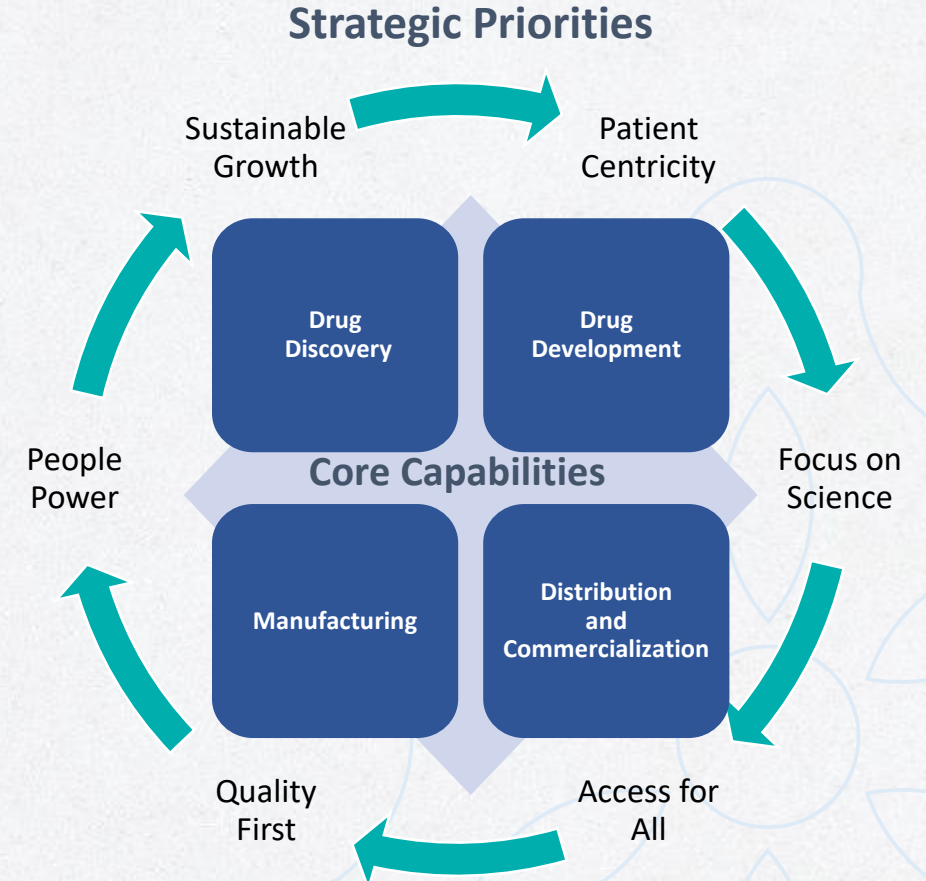 Strategic Priorities
Sustainable
Growth
Patient
Centricity
Drug
Discovery
Drug
Development
People
Power
Core Capabilities
Focus on
Science
Manufacturing
Distribution
and
Commercialization
Quality
First
Access for
All